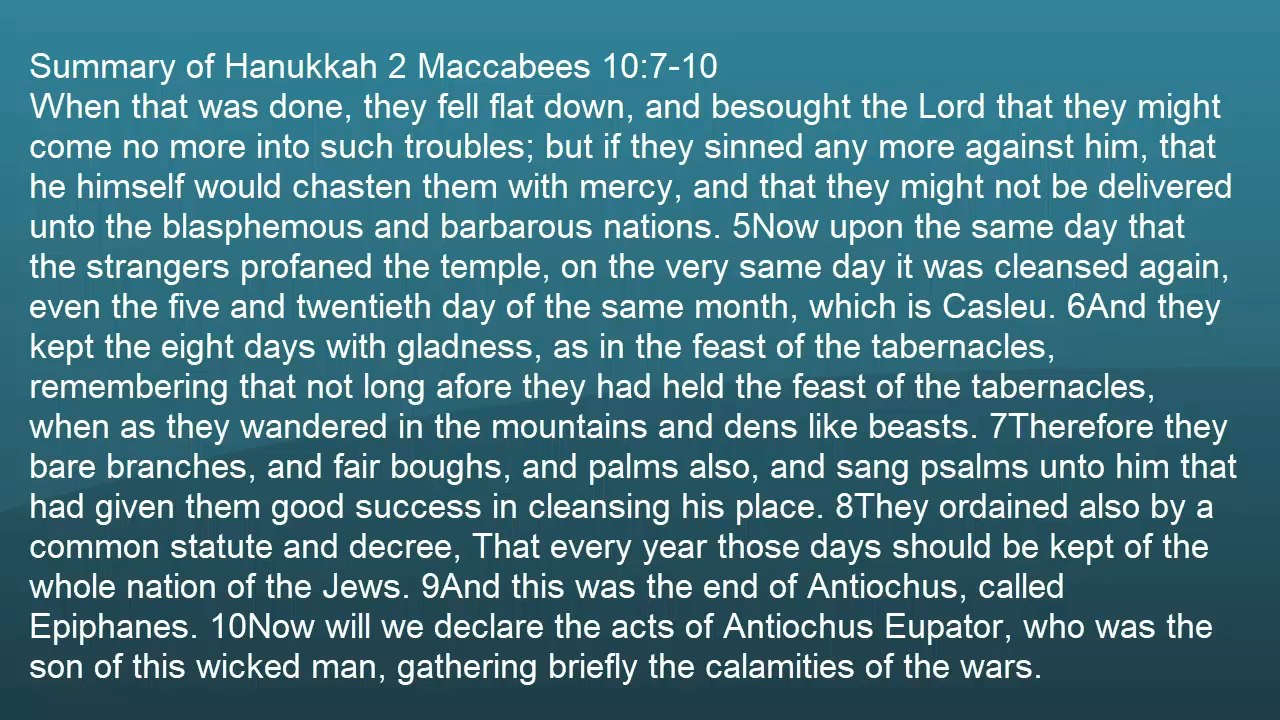 Summary of Hanukkah 2 Maccabees 10:7-10
When that was done, they fell flat down, and besought the Lord that they might
come no more into such troubles; but if they sinned any more against him, that
he himself would chasten them with mercy, and that they might not be delivered
unto the blasphemous and barbarous nations. 5Now upon the same day that
the strangers profaned the temple, on the very same day it was cleansed again,
even the five and twentieth day of the same month, which is Casleu. 6And they
kept the eight days with gladness, as in the feast of the tabernacles,
remembering that not long afore they had held the feast of the tabernacles,
when as they wandered in the mountains and dens like beasts. 7Therefore they
bare branches, and fair boughs, and palms also, and sang psalms unto him that
had given them good success in cleansing his place. 8They ordained also by a
common statute and decree, That every year those days should be kept of the
whole nation of the Jews. 9And this was the end of Antiochus, called
Epiphanes. 10Now will we declare the acts of Antiochus Eupator, who was the
son of this wicked man, gathering briefly the calamities of the wars.